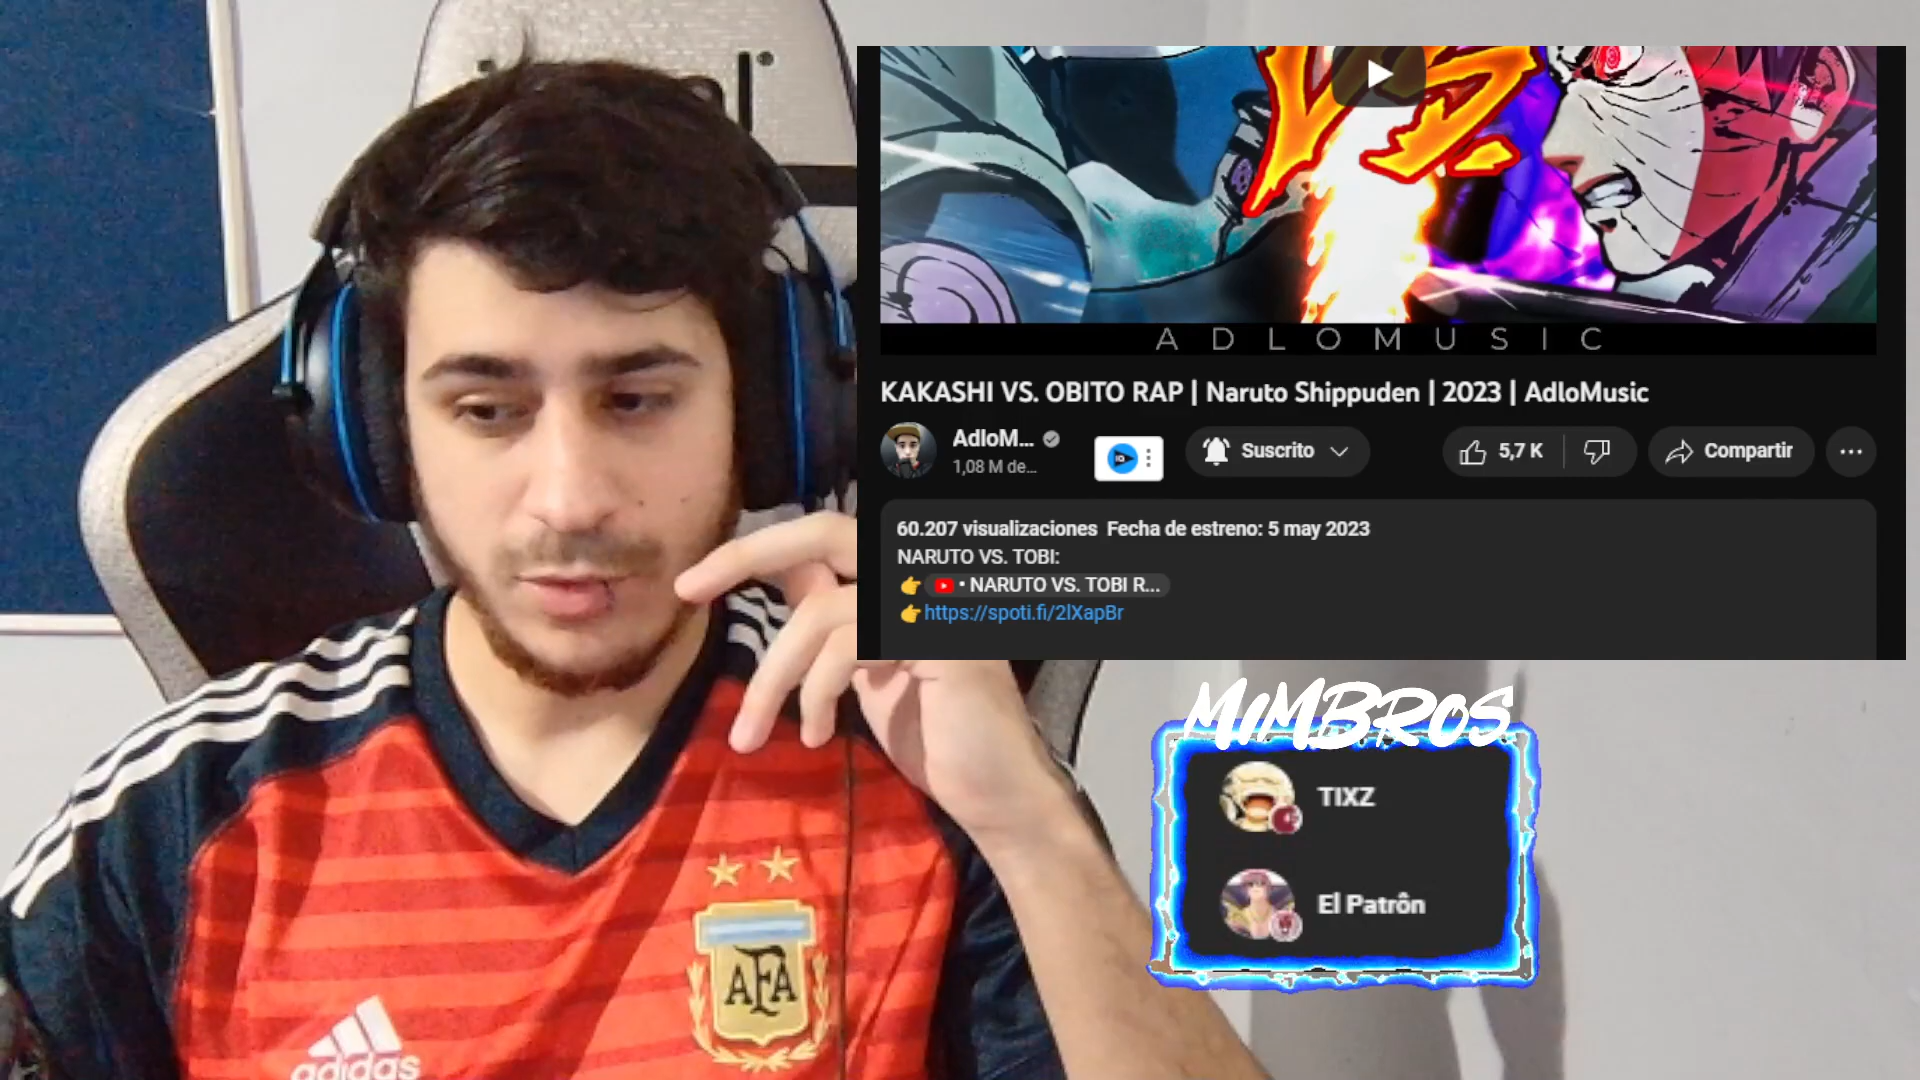 VS.
ADLOMUSIC
KAKASHI VS. OBITO RAP | Naruto Shippuden | 2023 | AdloMusic
AdloM...
1,08 M de...
Suscrito
5,7 K
Compartir
60.207 visualizaciones Fecha de estreno: 5 may 2023
NARUTO VS. TOBI:
👉 • NARUTO VS. TOBI R...
👉https://spoti.fi/2lXapBr
MiMBROS
TIXZ
El Patrôn
AFA
adidas